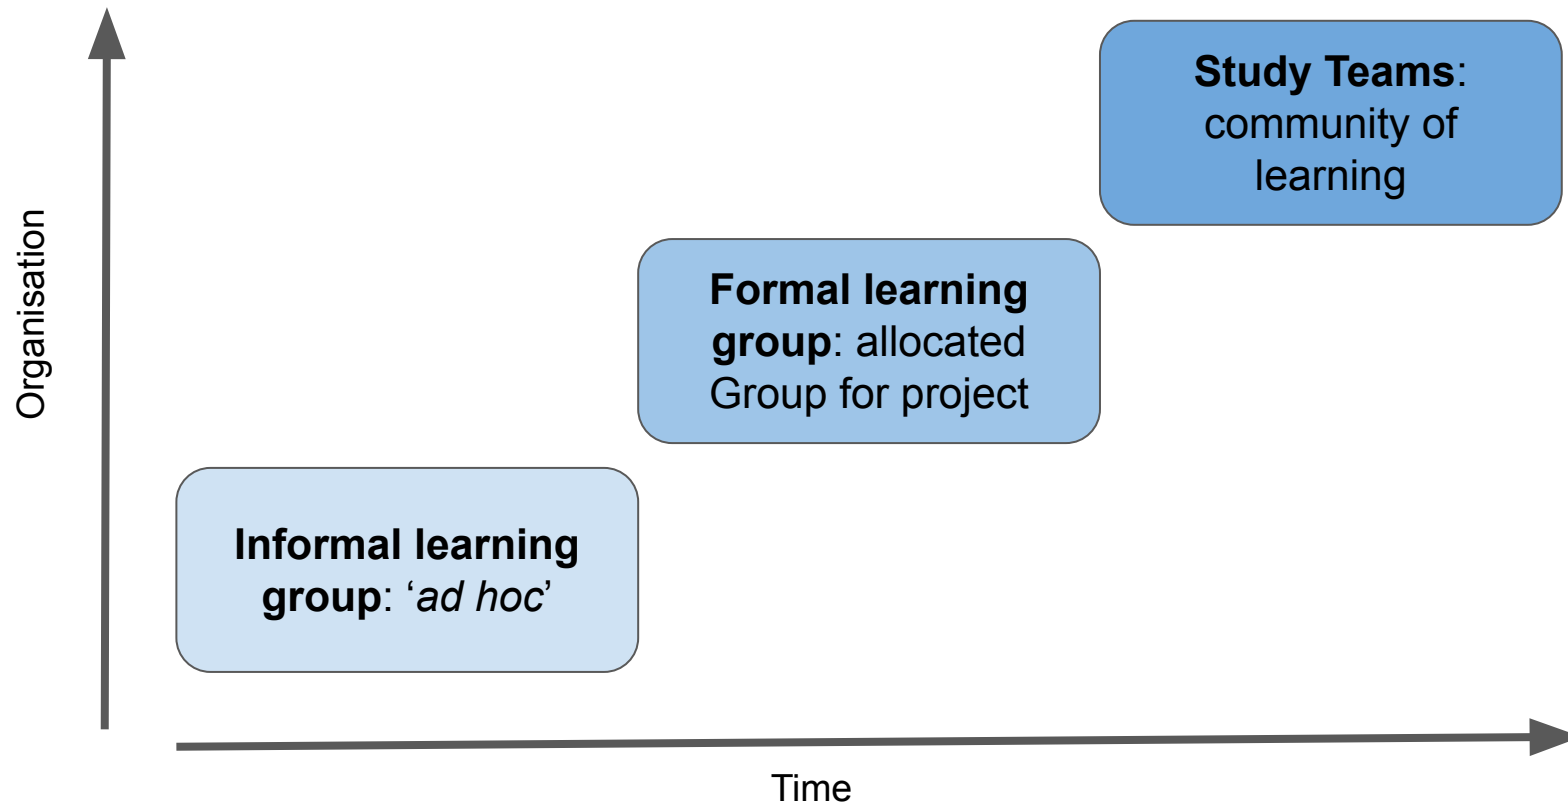 Organisation
Study Teams:
community of
learning
Formal learning
group: allocated
Group for project
Informal learning
group: ‘ad hoc’
Time